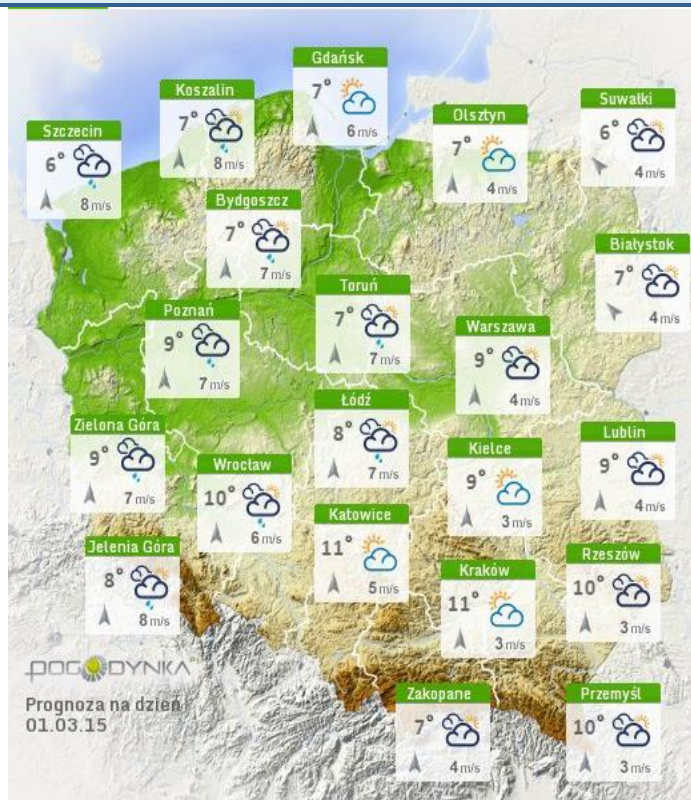 Gdańsk
7°
6 m/s
Koszalin
7°
8 m/s
Suwałki
6°
4 m/s
Olsztyn
7°
4 m/s
Szczecin
6°
8 m/s
Bydgoszcz
7°
7 m/s
Białystok
7°
4 m/s
Toruń
7°
7 m/s
Poznań
9°
7 m/s
Warszawa
9°
4 m/s
Łódź
8°
7 m/s
Zielona Góra
9°
7 m/s
Lublin
9°
4 m/s
Kielce
9°
3 m/s
Wrocław
10°
6 m/s
Katowice
11°
5 m/s
Jelenia Góra
8°
8 m/s
Rzeszów
10°
3 m/s
Kraków
11°
3 m/s
POGODYNKA
Prognoza na dzień
01.03.15
Zakopane
7°
4 m/s
Przemyśl
10°
3 m/s